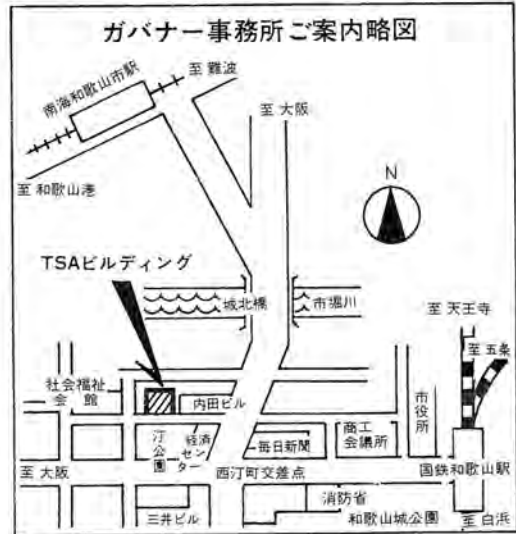 ガバナー事務所ご案内略図
至難波
南海和歌山市駅
至大阪
至和歌山港
N
TSAビルディング
城北橋
市堀川
至天王寺
至五条
社会福祉
会館
内田ビル
市役所
汀公園
経済
セン
ター
毎日新聞
商工
会議所
至大阪
西汀町交差点
国鉄和歌山駅
消防省
三井ビル
和歌山城公園
至白浜